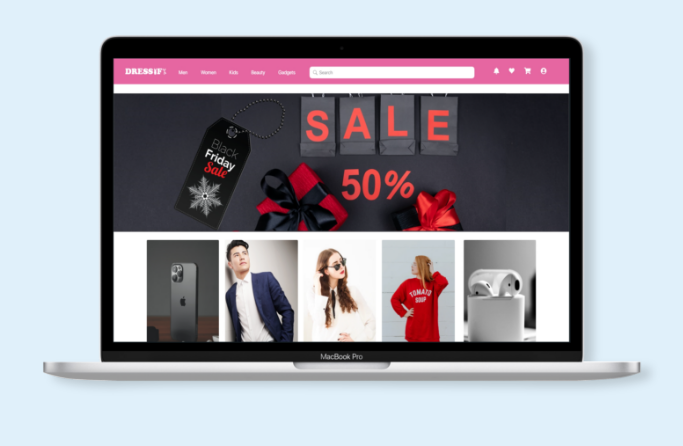 DRESSiF'S Men Women Kids Beauty Gadgets Search
SALE
Black
Friday
Sale
50%
TOMATO
SOUP
MacBook Pro